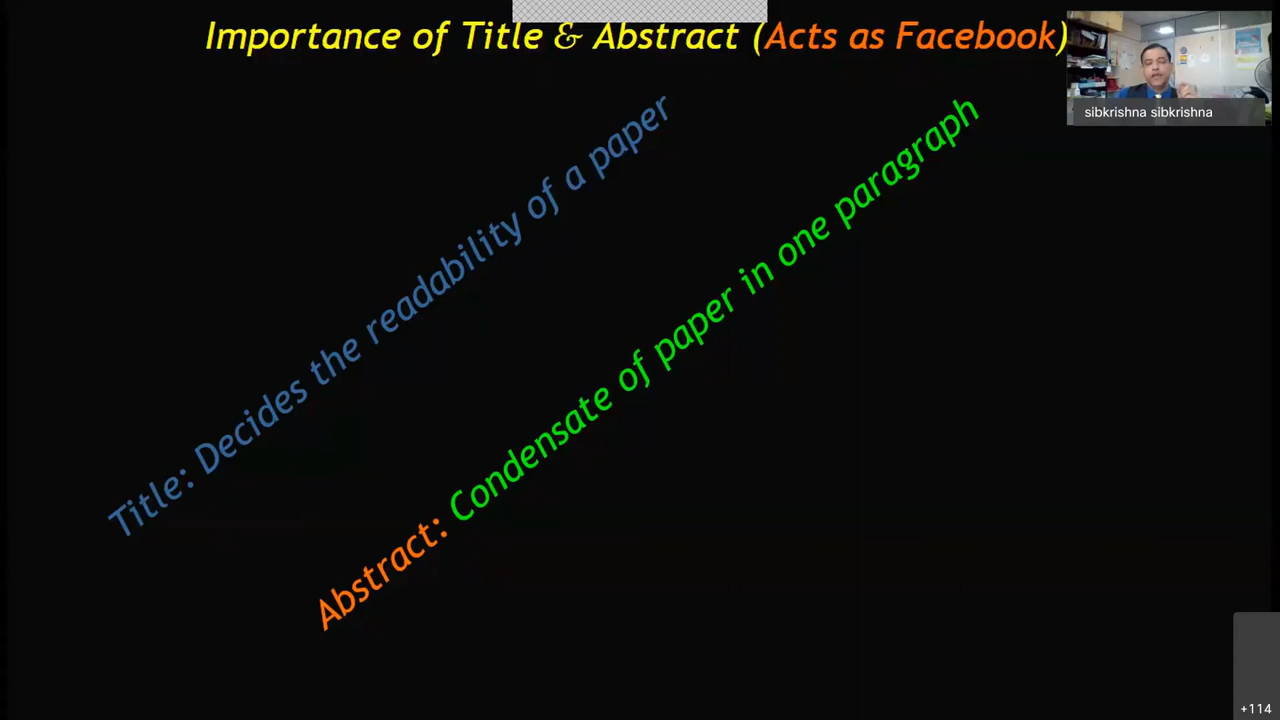 Importance of Title & Abstract (Acts as Facebook)
sibkrishna sibkrishna
Title: Decides the readability of a paper
Abstract: Condensate of paper in one paragraph
+114